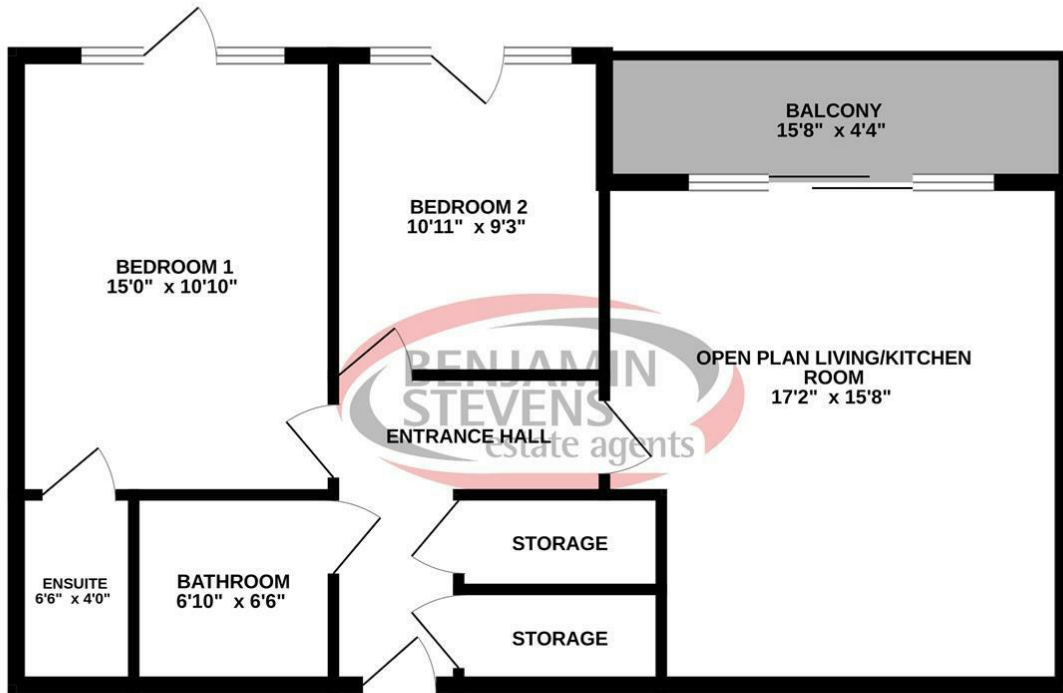 BALCONY
15'8" x 4'4"
BEDROOM 2
10'11" x 9'3"
BEDROOM 1
15'0" x 10'10"
OPEN PLAN LIVING/KITCHEN
ROOM
17'2" x 15'8"
BENJAMIN
STEVENS
estate agents
ENTRANCE HALL
STORAGE
ENSUITE
6'6" x 4'0"
BATHROOM
6'10" x 6'6"
STORAGE